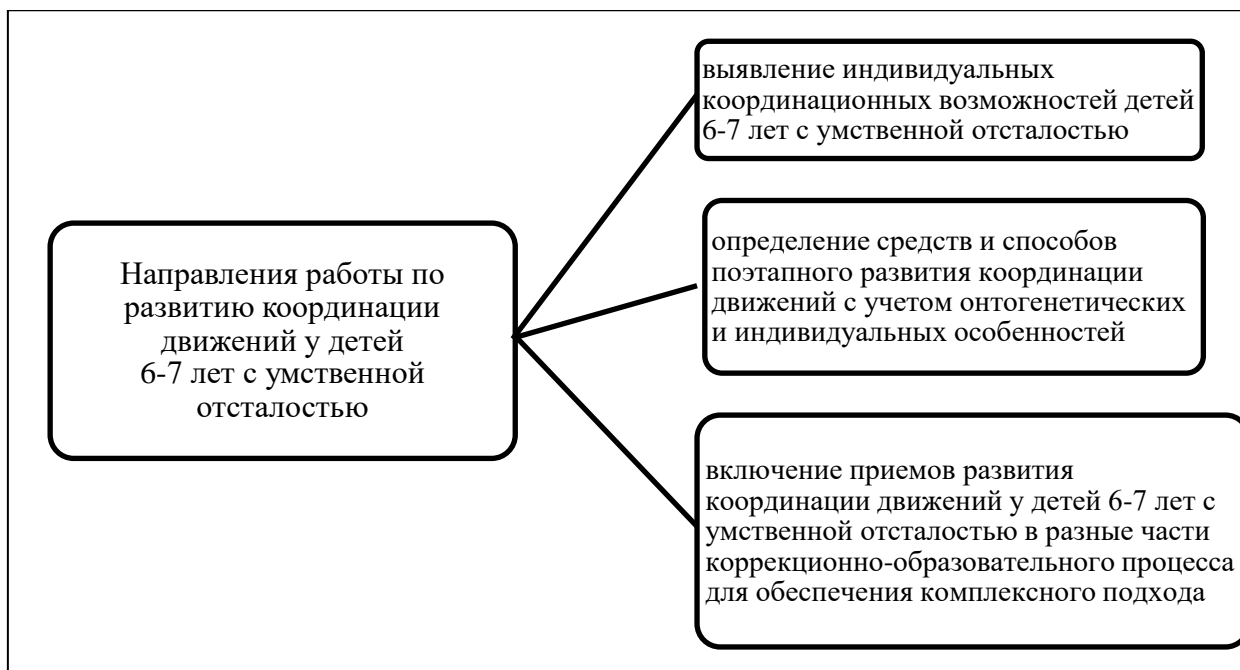 Направления работы по
развитию координации
движений у детей
6-7 лет с умственной
отсталостью
выявление индивидуальных
координационных возможностей детей
6-7 лет с умственной отсталостью
определение средств и способов
поэтапного развития координации
движений с учетом онтогенетических
и индивидуальных особенностей
включение приемов развития
координации движений у детей 6-7 лет с
умственной отсталостью в разные части
коррекционно-образовательного процесса
для обеспечения комплексного подхода